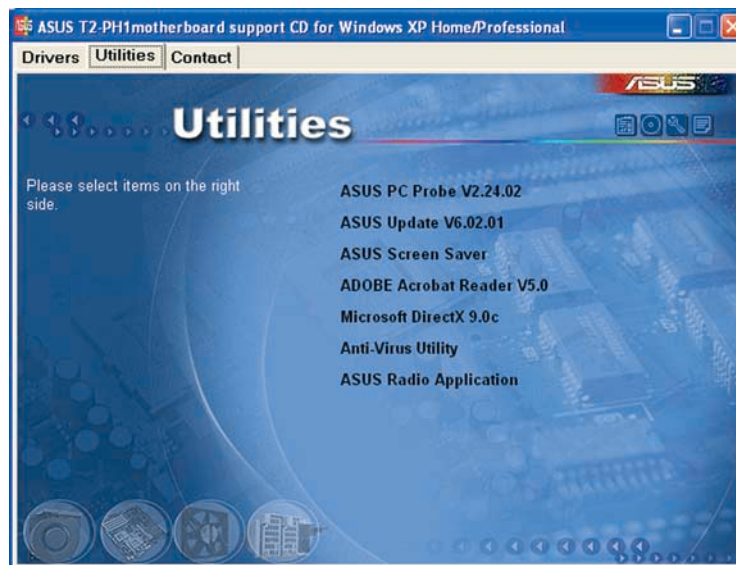 ASUS T2-PH1motherboard support CD for Windows XP Home/Professional
Drivers Utilities Contact
ASUS
Utilities
Please select items on the right
side.
ASUS PC Probe V2.24.02
ASUS Update V6.02.01
ASUS Screen Saver
ADOBE Acrobat Reader V5.0
Microsoft DirectX 9.0c
Anti-Virus Utility
ASUS Radio Application